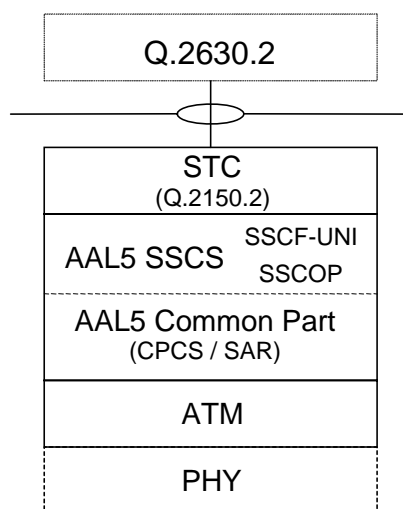 Q.2630.2
STC
(Q.2150.2)
SSCF-UNI
AAL5 SSCS
SSCOP
AAL5 Common Part
(CPCS / SAR)
ATM
PHY